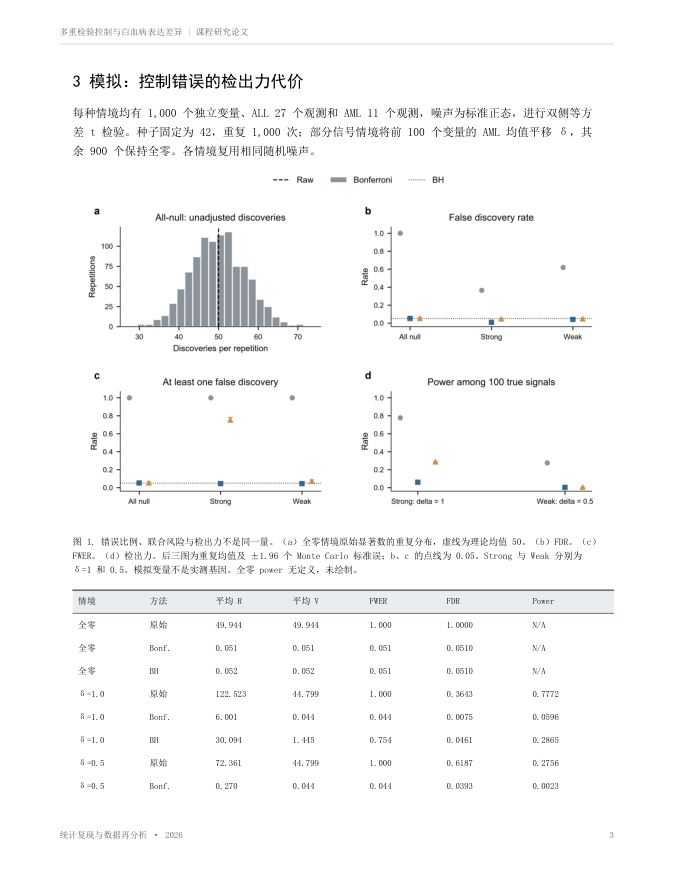 多重检验控制与白血病表达差异 | 课程研究论文
3 模拟：控制错误的检出力代价
每种情境均有 1,000 个独立变量、ALL 27 个观测和 AML 11 个观测，噪声为标准正态，进行双侧等方
差 t 检验。种子固定为 42，重复 1,000 次；部分信号情境将前 100 个变量的 AML 均值平移 δ，其
余 900 个保持全零。各情境复用相同随机噪声。
Raw Bonferroni BH
a
All-null: unadjusted discoveries
Repetitions
100
75
50
25
0
30 40 50 60 70
Discoveries per repetition
b
False discovery rate
Rate
1.0
0.8
0.6
0.4
0.2
0.0
All null Strong Weak
c
At least one false discovery
Rate
1.0
0.8
0.6
0.4
0.2
0.0
All null Strong Weak
d
Power among 100 true signals
Rate
1.0
0.8
0.6
0.4
0.2
0.0
Strong: delta = 1 Weak: delta = 0.5
图 1. 错误比例、联合风险与检出力不是同一量。（a）全零情境原始显著数的重复分布，虚线为理论均值 50。（b）FDR。（c）
FWER。（d）检出力。后三图为重复均值及 ±1.96 个 Monte Carlo 标准误；b、c 的点线为 0.05。Strong 与 Weak 分别为
δ=1 和 0.5。模拟变量不是实测基因。全零 power 无定义，未绘制。
情境 方法 平均 R 平均 V FWER FDR Power
全零 原始 49.944 49.944 1.000 1.0000 N/A
全零 Bonf. 0.051 0.051 0.051 0.0510 N/A
全零 BH 0.052 0.052 0.051 0.0510 N/A
δ=1.0 原始 122.523 44.799 1.000 0.3643 0.7772
δ=1.0 Bonf. 6.001 0.044 0.044 0.0075 0.0596
δ=1.0 BH 30.094 1.445 0.754 0.0461 0.2865
δ=0.5 原始 72.361 44.799 1.000 0.6187 0.2756
δ=0.5 Bonf. 0.270 0.044 0.044 0.0393 0.0023
统计复现与数据再分析 • 2026
3